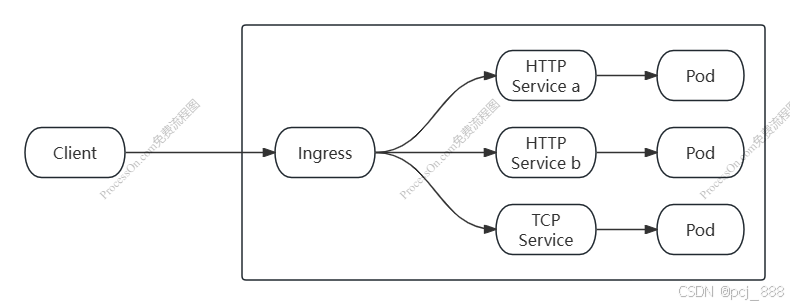 HTTP
Service a
Pod
Client
Ingress
HTTP
Service b
Pod
TCP
Service
Pod
ProcessOn.com免费流程图
ProcessOn.com免费流程图
ProcessOn.com免费流程图
CSDN @pcj_888